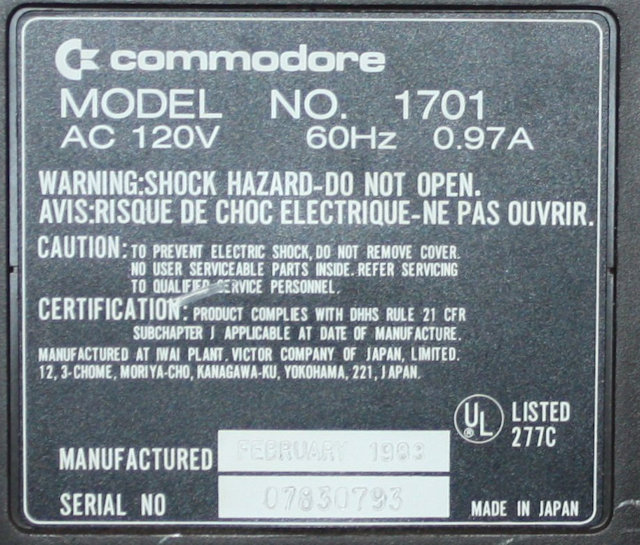 commodore
MODEL NO. 1701
AC 120V 60Hz 0.97A
WARNING:SHOCK HAZARD-DO NOT OPEN.
AVIS:RISQUE DE CHOC ELECTRIQUE-NE PAS OUVRIR.
CAUTION: TO PREVENT ELECTRIC SHOCK, DO NOT REMOVE COVER.
NO USER SERVICEABLE PARTS INSIDE. REFER SERVICING
TO QUALIFIED SERVICE PERSONNEL.
CERTIFICATION: PRODUCT COMPLIES WITH DHHS RULE 21 CFR
SUBCHAPTER J APPLICABLE AT DATE OF MANUFACTURE.
MANUFACTURED AT IWAI PLANT. VICTOR COMPANY OF JAPAN, LIMITED.
12, 3-CHOME, MORIYA-CHO, KANAGAWA-KU, YOKOHAMA, 221, JAPAN.
UL LISTED
277C
MANUFACTURED FEBRUARY 1983
SERIAL NO 07830793
MADE IN JAPAN